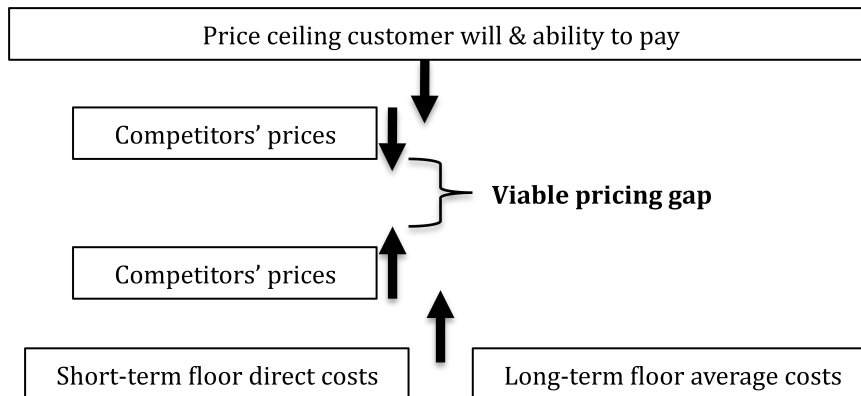 Price ceiling customer will & ability to pay
Competitors’ prices
Viable pricing gap
Competitors’ prices
Short-term floor direct costs
Long-term floor average costs